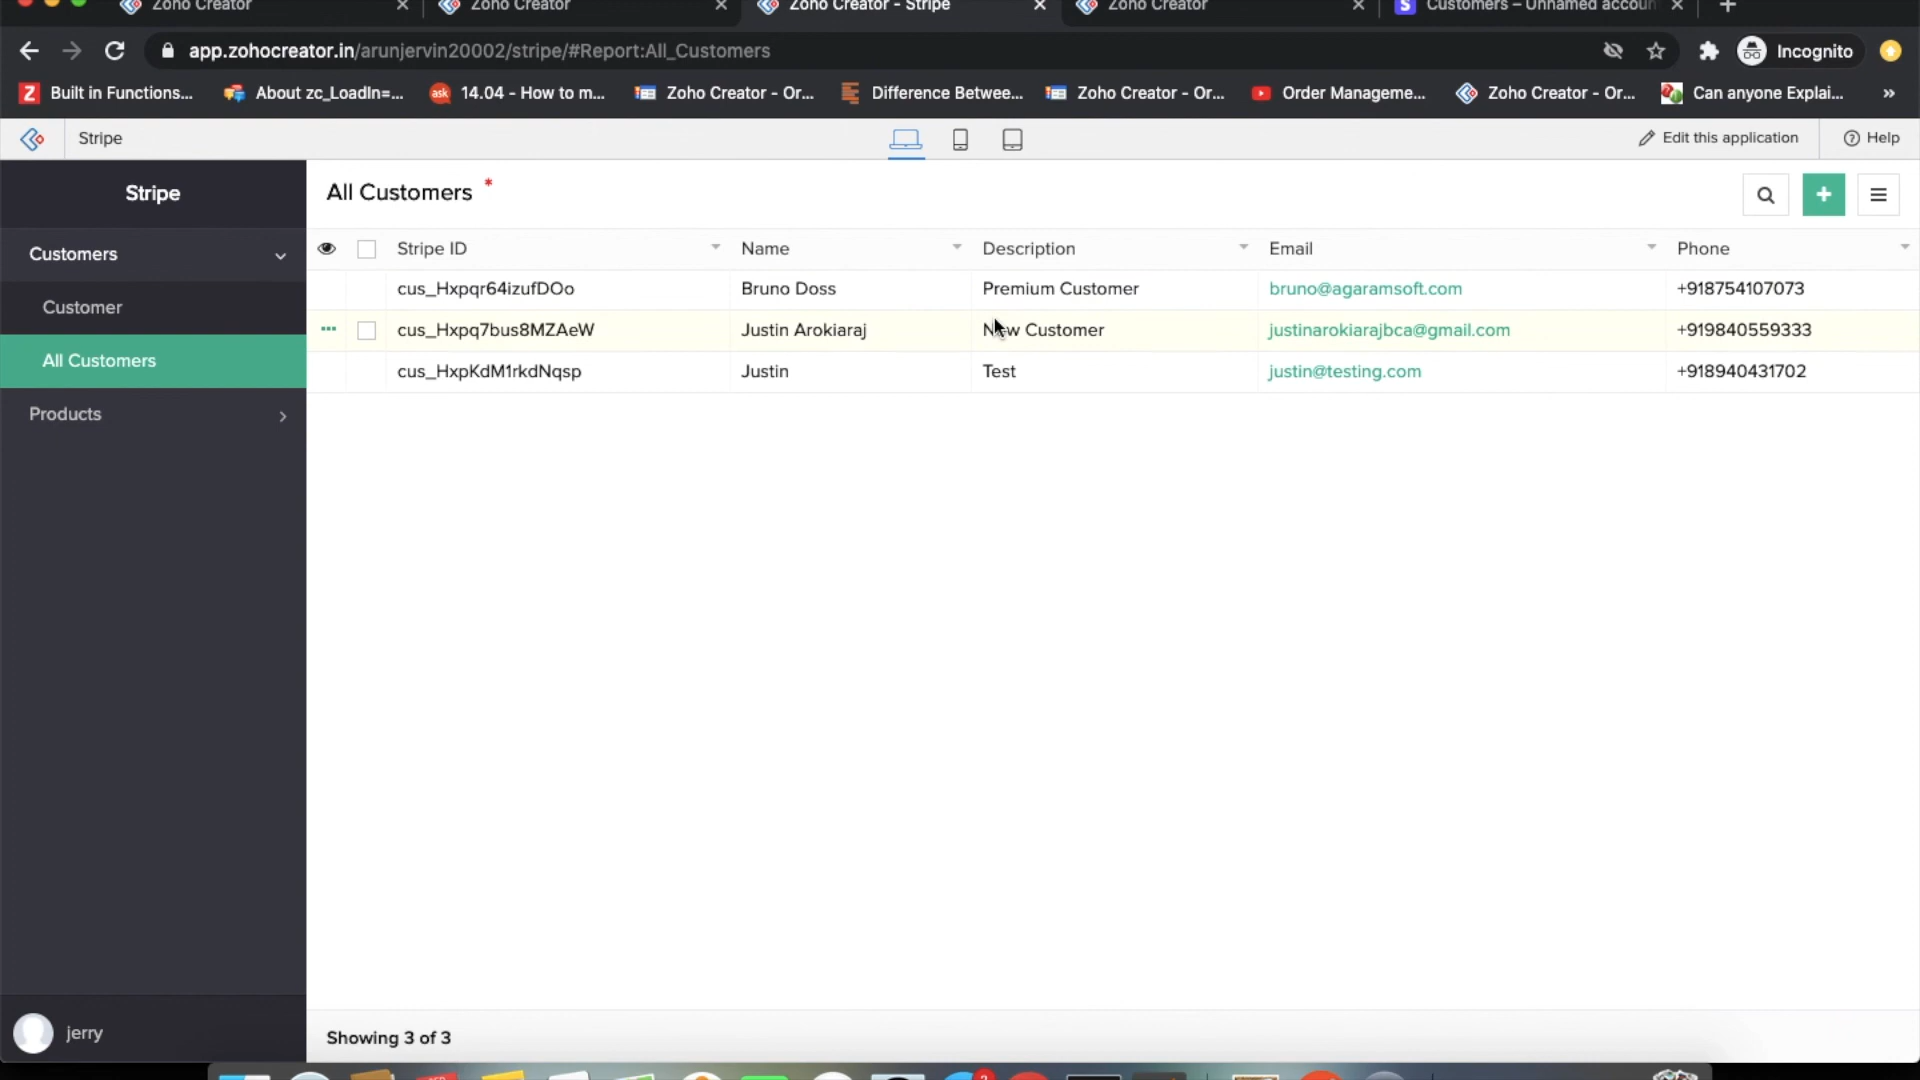 Zoho Creator
Zoho Creator
Zoho Creator - Stripe
Zoho Creator
Customers – Unnamed accoun
app.zohocreator.in/arunjervin20002/stripe/#Report:All_Customers
Incognito
Built in Functions...
About zc_LoadIn=...
14.04 - How to m...
Zoho Creator - Or...
Difference Betwee...
Zoho Creator - Or...
Order Manageme...
Zoho Creator - Or...
Can anyone Explai...
»
Stripe
Edit this application
Help
Stripe
All Customers *
Customers
Customer
All Customers
Products
Stripe ID Name Description Email Phone
cus_Hxpqr64izufDOo Bruno Doss Premium Customer bruno@agaramsoft.com +918754107073
cus_Hxpq7bus8MZAeW Justin Arokiaraj New Customer justinarokiarajbca@gmail.com +919840559333
cus_HxpKdM1rkdNqsp Justin Test justin@testing.com +918940431702
jerry
Showing 3 of 3